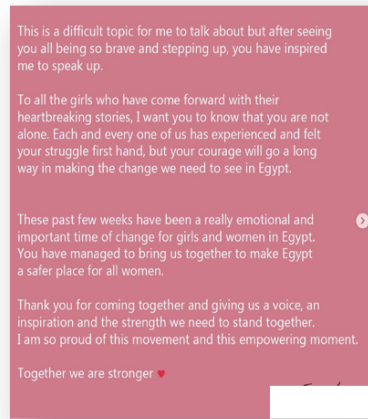 This is a difficult topic for me to talk about but after seeing
you all being so brave and stepping up, you have inspired
me to speak up.
To all the girls who have come forward with their
heartbreaking stories, I want you to know that you are not
alone. Each and every one of us has experienced and felt
your struggle first hand, but your courage will go a long
way in making the change we need to see in Egypt.
These past few weeks have been a really emotional and
important time of change for girls and women in Egypt.
You have managed to bring us together to make Egypt
a safer place for all women.
Thank you for coming together and giving us a voice, an
inspiration and the strength we need to stand together.
I am so proud of this movement and this empowering moment.
Together we are stronger ♥